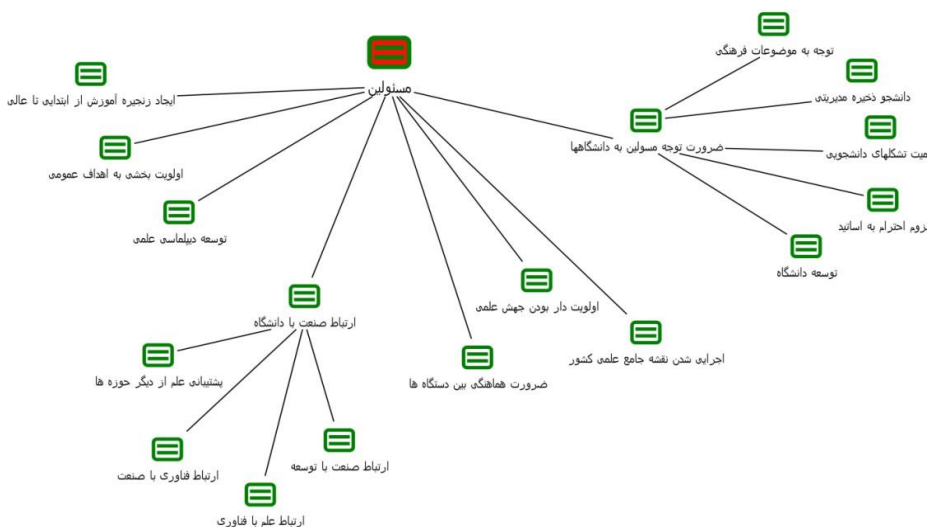 توجه به موضوعات فرهنگی
مسئولین
دانشجو ذخیره مدیریتی
ایجاد زنجیره آموزش از ابتدایی تا عالی
ضرورت توجه مسولین به دانشگاهها
میت تشکلهای دانشجویی
اولویت بخشی به اهداف عمومی
زوم احترام به اساتید
توسعه دیپلماسی علمی
توسعه دانشگاه
اولویت دار بودن جهش علمی
ارتباط صنعت با دانشگاه
اجرایی شدن نقشه جامع علمی کشور
پشتیبانی علم از دیگر حوزه ها
ضرورت هماهنگی بین دستگاه ها
ارتباط صنعت با توسعه
ارتباط فناوری با صنعت
ارتباط علم با فناوری